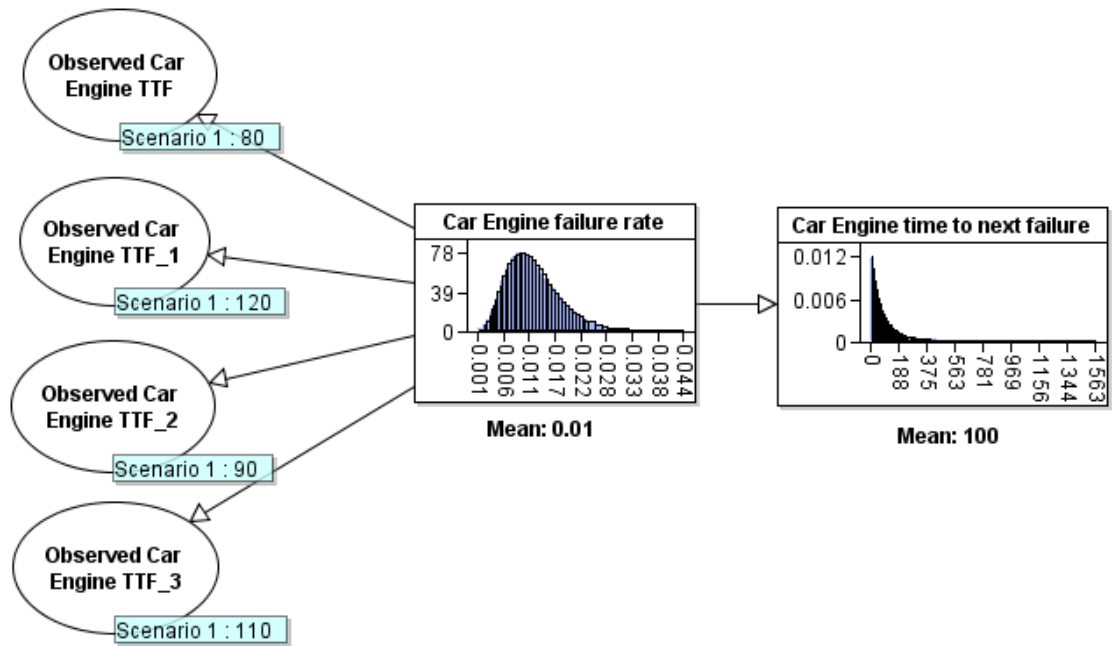 Observed Car
Engine TTF
Scenario 1 : 80
Observed Car
Engine TTF_1
Scenario 1 : 120
Observed Car
Engine TTF_2
Scenario 1 : 90
Observed Car
Engine TTF_3
Scenario 1 : 110
Car Engine failure rate
78
39
0
0.001
0.006
0.011
0.017
0.022
0.028
0.033
0.038
0.044
Mean: 0.01
Car Engine time to next failure
0.012
0.006
0
0
188
375
563
781
969
1156
1344
1563
Mean: 100